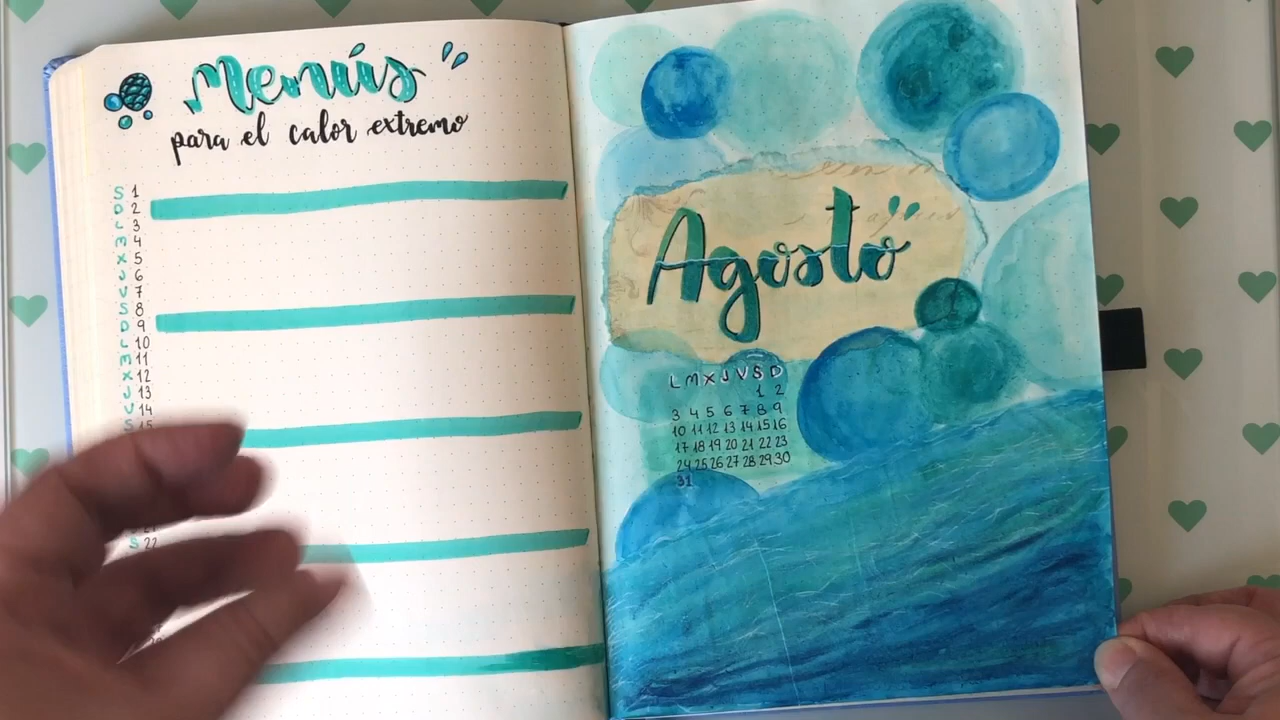 Menús
para el calor extremo
S 1
D 2
L 3
M 4
X 5
J 6
V 7
S 8
D 9
L 10
M 11
X 12
J 13
V 14
S 15
S 22
Agosto
L M X J V S D
1 2
3 4 5 6 7 8 9
10 11 12 13 14 15 16
17 18 19 20 21 22 23
24 25 26 27 28 29 30
31